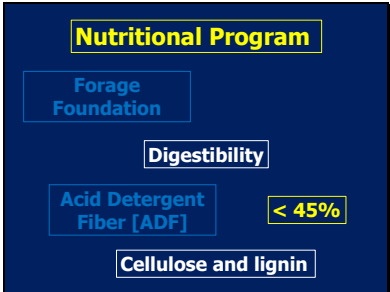 Nutritional Program
Forage
Foundation
Digestibility
Acid Detergent
Fiber [ADF]
< 45%
Cellulose and lignin